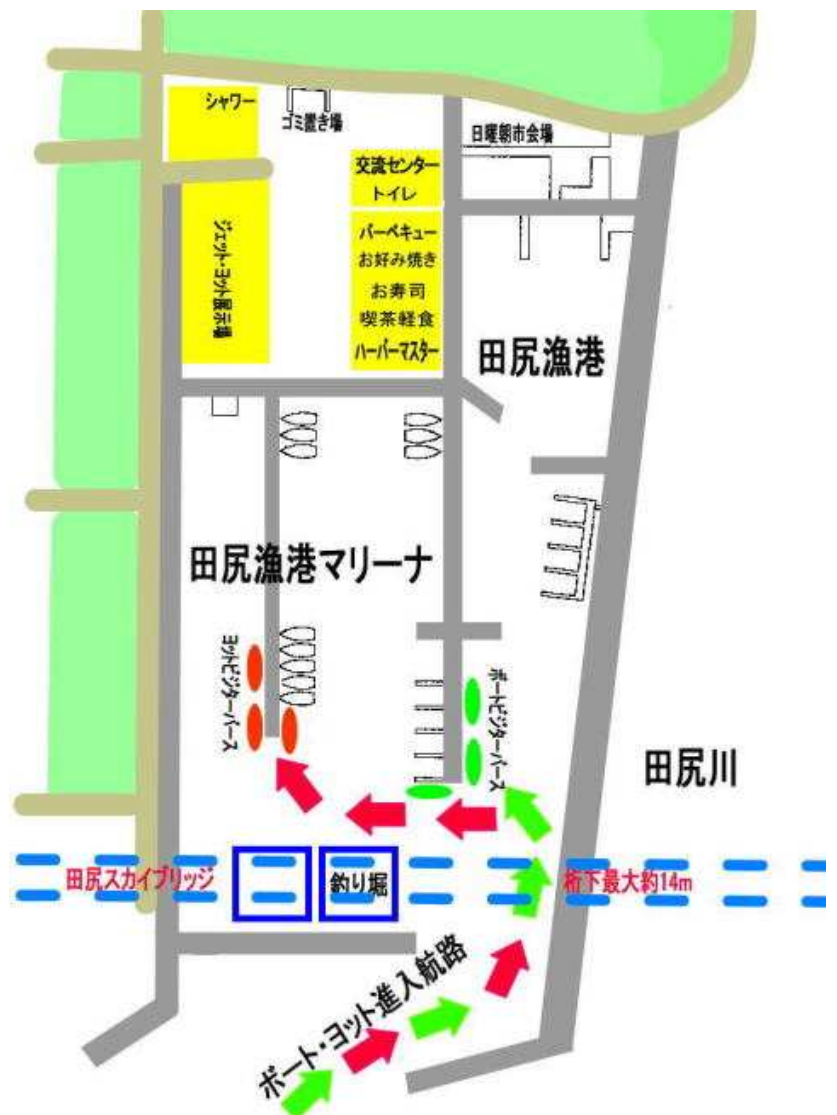 シャワー
ゴミ置き場
日曜朝市会場
交流センター
トイレ
ジェット・ヨット展示場
バーベキュー
お好み焼き
お寿司
喫茶軽食
ハーバーマスター
田尻漁港
田尻漁港マリーナ
ヨットビジターバース
ボートビジターバース
田尻川
田尻スカイブリッジ
釣り堀
桁下最大約14m
ボート・ヨット進入航路